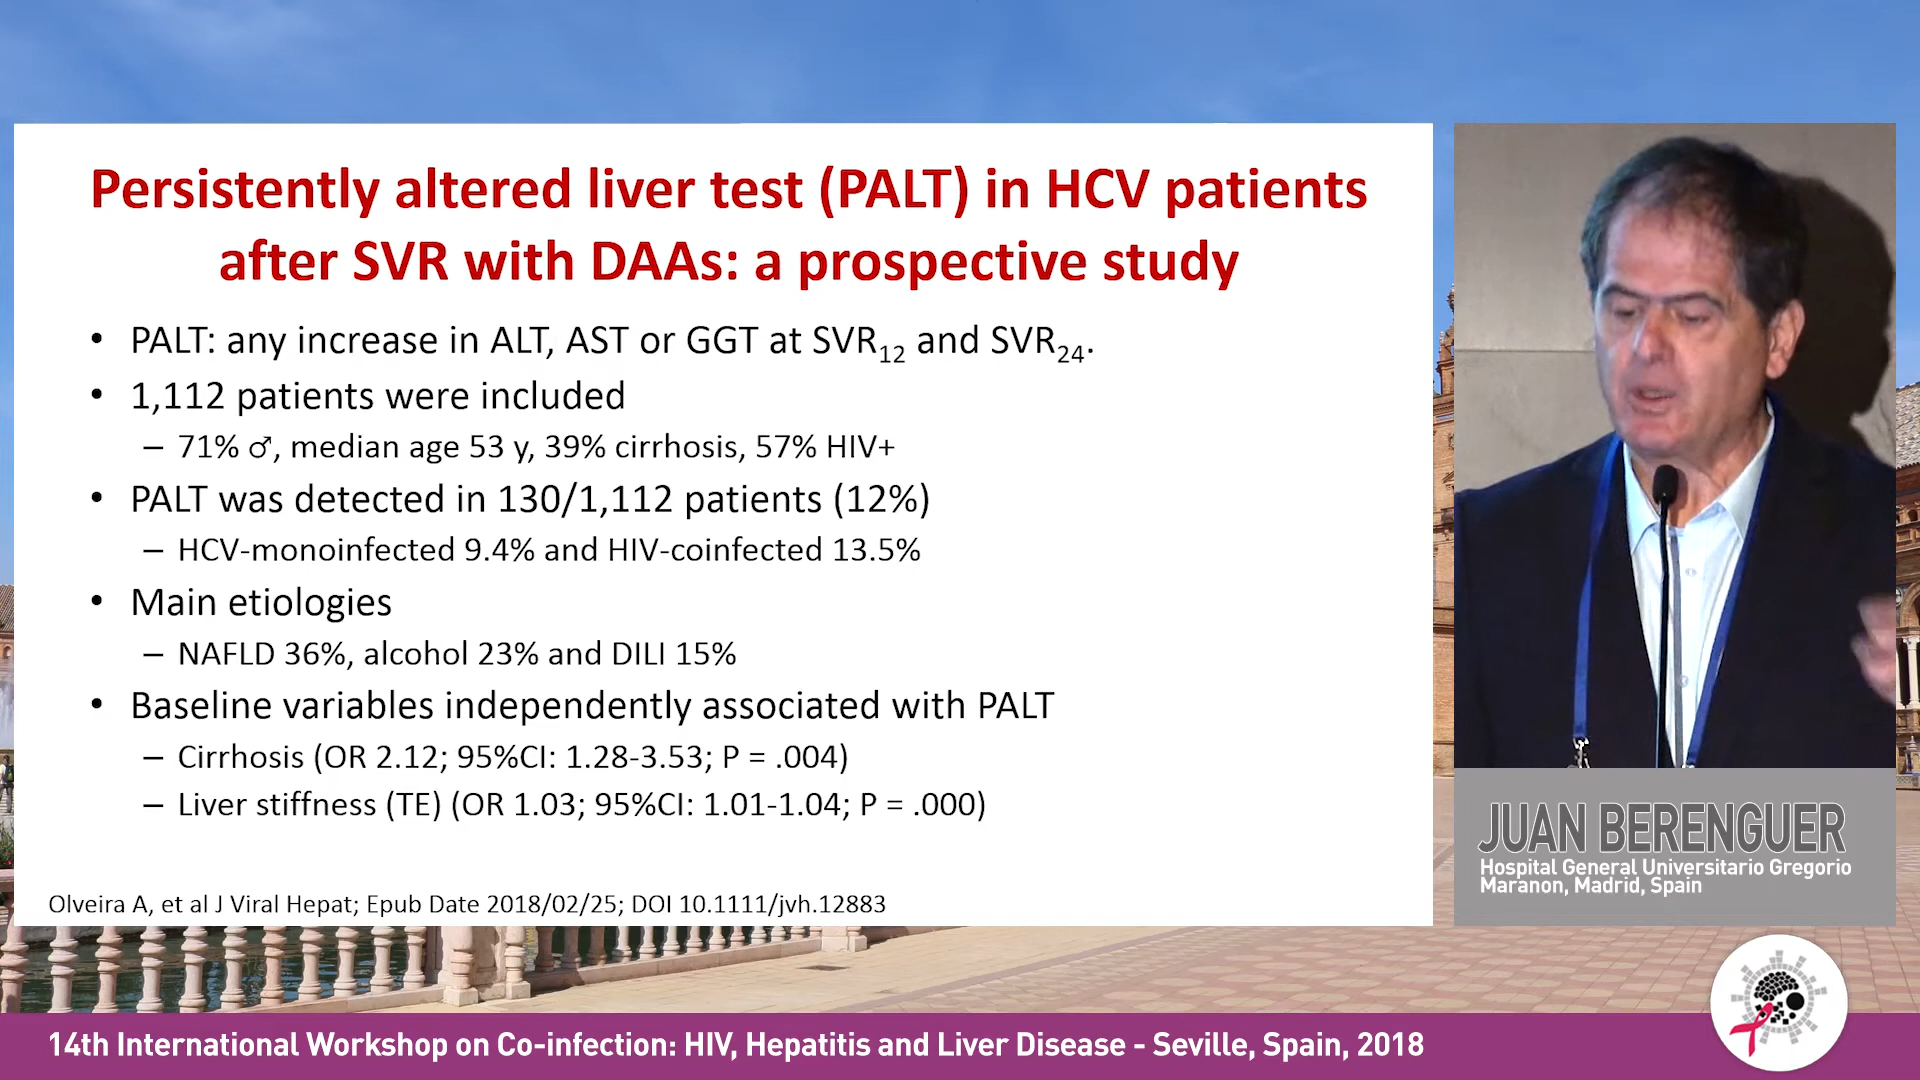 Persistently altered liver test (PALT) in HCV patients
after SVR with DAAs: a prospective study
• PALT: any increase in ALT, AST or GGT at SVR12 and SVR24.
• 1,112 patients were included
– 71% ♂, median age 53 y, 39% cirrhosis, 57% HIV+
• PALT was detected in 130/1,112 patients (12%)
– HCV-monoinfected 9.4% and HIV-coinfected 13.5%
• Main etiologies
– NAFLD 36%, alcohol 23% and DILI 15%
• Baseline variables independently associated with PALT
– Cirrhosis (OR 2.12; 95%CI: 1.28-3.53; P = .004)
– Liver stiffness (TE) (OR 1.03; 95%CI: 1.01-1.04; P = .000)
Olveira A, et al J Viral Hepat; Epub Date 2018/02/25; DOI 10.1111/jvh.12883
JUAN BERENGUER
Hospital General Universitario Gregorio
Maranon, Madrid, Spain
14th International Workshop on Co-infection: HIV, Hepatitis and Liver Disease - Seville, Spain, 2018